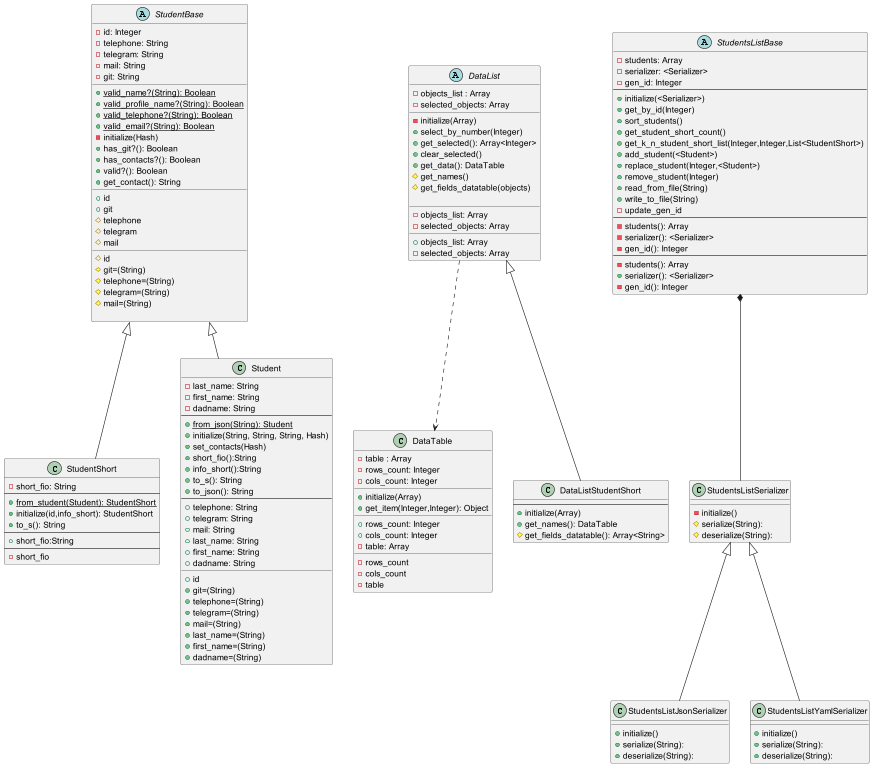 A StudentBase
id: Integer
telephone: String
telegram: String
mail: String
git: String
valid_name?(String): Boolean
valid_profile_name?(String): Boolean
valid_telephone?(String): Boolean
valid_email?(String): Boolean
initialize(Hash)
has_git?(): Boolean
has_contacts?(): Boolean
valid?(): Boolean
get_contact(): String
id
git
telephone
telegram
mail
id
git=(String)
telephone=(String)
telegram=(String)
mail=(String)
A DataList
objects_list : Array
selected_objects: Array
initialize(Array)
select_by_number(Integer)
get_selected(): Array<Integer>
clear_selected()
get_data(): DataTable
get_names()
get_fields_datatable(objects)
objects_list: Array
selected_objects: Array
objects_list: Array
selected_objects: Array
A StudentsListBase
students: Array
serializer: <Serializer>
gen_id: Integer
initialize(<Serializer>)
get_by_id(Integer)
sort_students()
get_student_short_count()
get_k_n_student_short_list(Integer,Integer,List<StudentShort>)
add_student(<Student>)
replace_student(Integer,<Student>)
remove_student(Integer)
read_from_file(String)
write_to_file(String)
update_gen_id
students(): Array
serializer(): <Serializer>
gen_id(): Integer
students(): Array
serializer(): <Serializer>
gen_id(): Integer
C StudentShort
short_fio: String
from_student(Student): StudentShort
initialize(id,info_short): StudentShort
to_s(): String
short_fio:String
short_fio
C Student
last_name: String
first_name: String
dadname: String
from_json(String): Student
initialize(String, String, String, Hash)
set_contacts(Hash)
short_fio():String
info_short():String
to_s(): String
to_json(): String
telephone: String
telegram: String
mail: String
last_name: String
first_name: String
dadname: String
id
git=(String)
telephone=(String)
telegram=(String)
mail=(String)
last_name=(String)
first_name=(String)
dadname=(String)
C DataTable
table : Array
rows_count: Integer
cols_count: Integer
initialize(Array)
get_item(Integer,Integer): Object
rows_count: Integer
cols_count: Integer
table: Array
rows_count
cols_count
table
C DataListStudentShort
initialize(Array)
get_names(): DataTable
get_fields_datatable(): Array<String>
C StudentsListSerializer
initialize()
serialize(String):
deserialize(String):
C StudentsListJsonSerializer
initialize()
serialize(String):
deserialize(String):
C StudentsListYamlSerializer
initialize()
serialize(String):
deserialize(String):